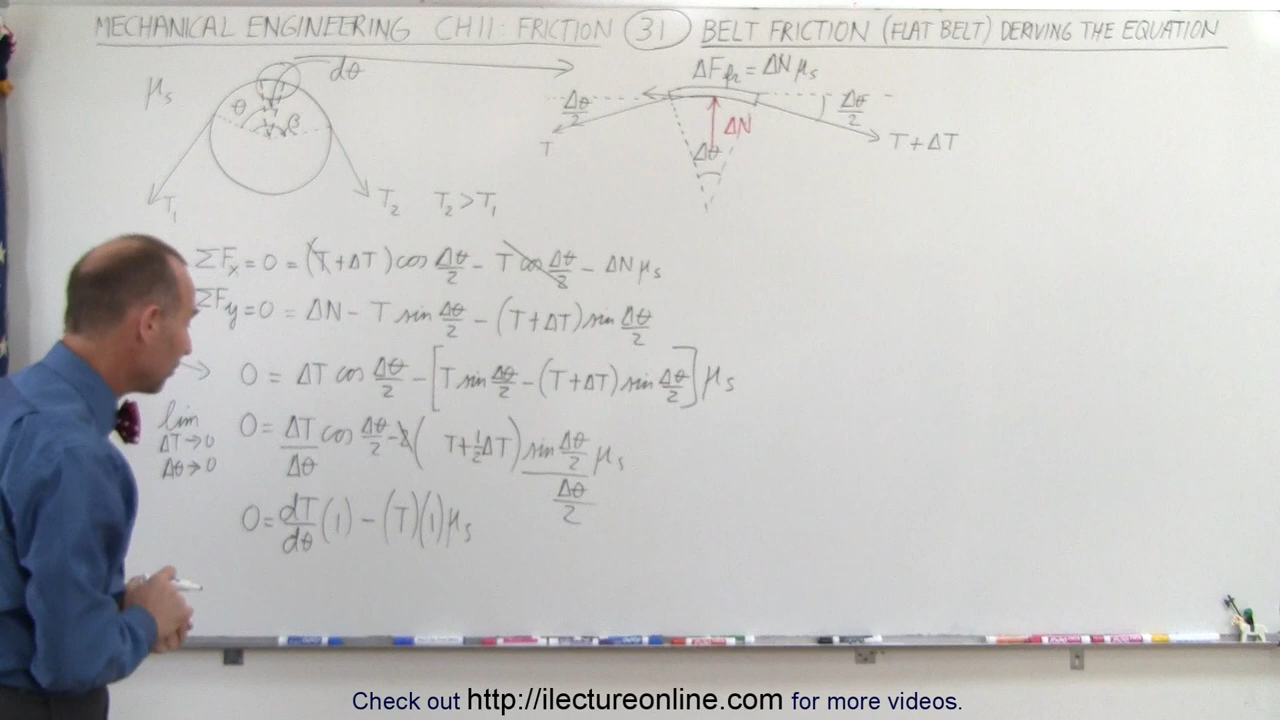 MECHANICAL ENGINEERING CH 11: FRICTION 31 BELT FRICTION (FLAT BELT) DERIVING THE EQUATION
μs dθ
θ β
T₁ T₂ T₂ > T₁
ΔFfr = ΔN μs
Δθ/2 Δθ/2
T ΔN T + ΔT
Δθ
ΣFx = 0 = (T + ΔT) cos Δθ/2 - T cos Δθ/2 - ΔN μs
ΣFy = 0 = ΔN - T sin Δθ/2 - (T + ΔT) sin Δθ/2
→ 0 = ΔT cos Δθ/2 - [T sin Δθ/2 - (T + ΔT) sin Δθ/2] μs
lim ΔT→0 Δθ→0 0 = ΔT/Δθ cos Δθ/2 - 2( T + ½ΔT) sin Δθ/2 / Δθ/2 μs
0 = dT/dθ (1) - (T)(1) μs
Check out http://ilectureonline.com for more videos.